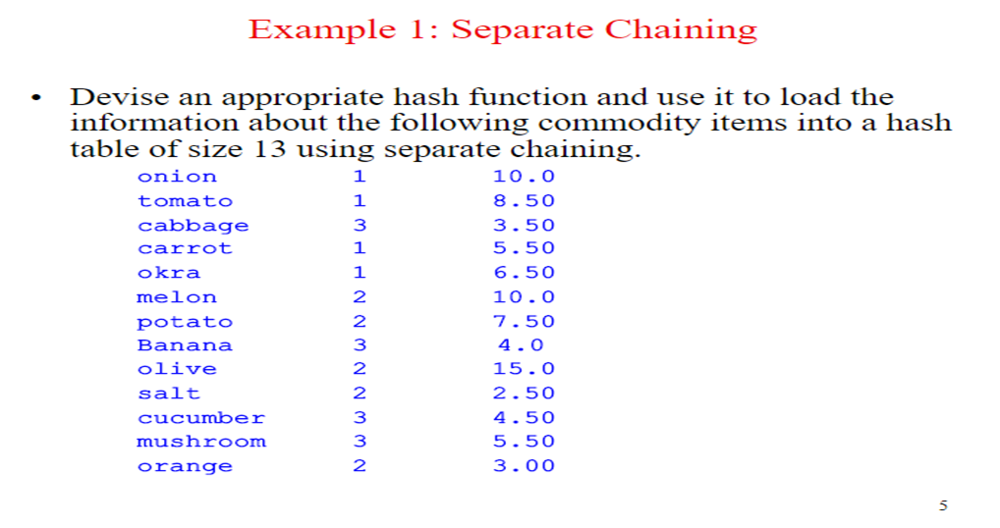 Example 1: Separate Chaining
• Devise an appropriate hash function and use it to load the
information about the following commodity items into a hash
table of size 13 using separate chaining.
onion 1 10.0
tomato 1 8.50
cabbage 3 3.50
carrot 1 5.50
okra 1 6.50
melon 2 10.0
potato 2 7.50
Banana 3 4.0
olive 2 15.0
salt 2 2.50
cucumber 3 4.50
mushroom 3 5.50
orange 2 3.00
5